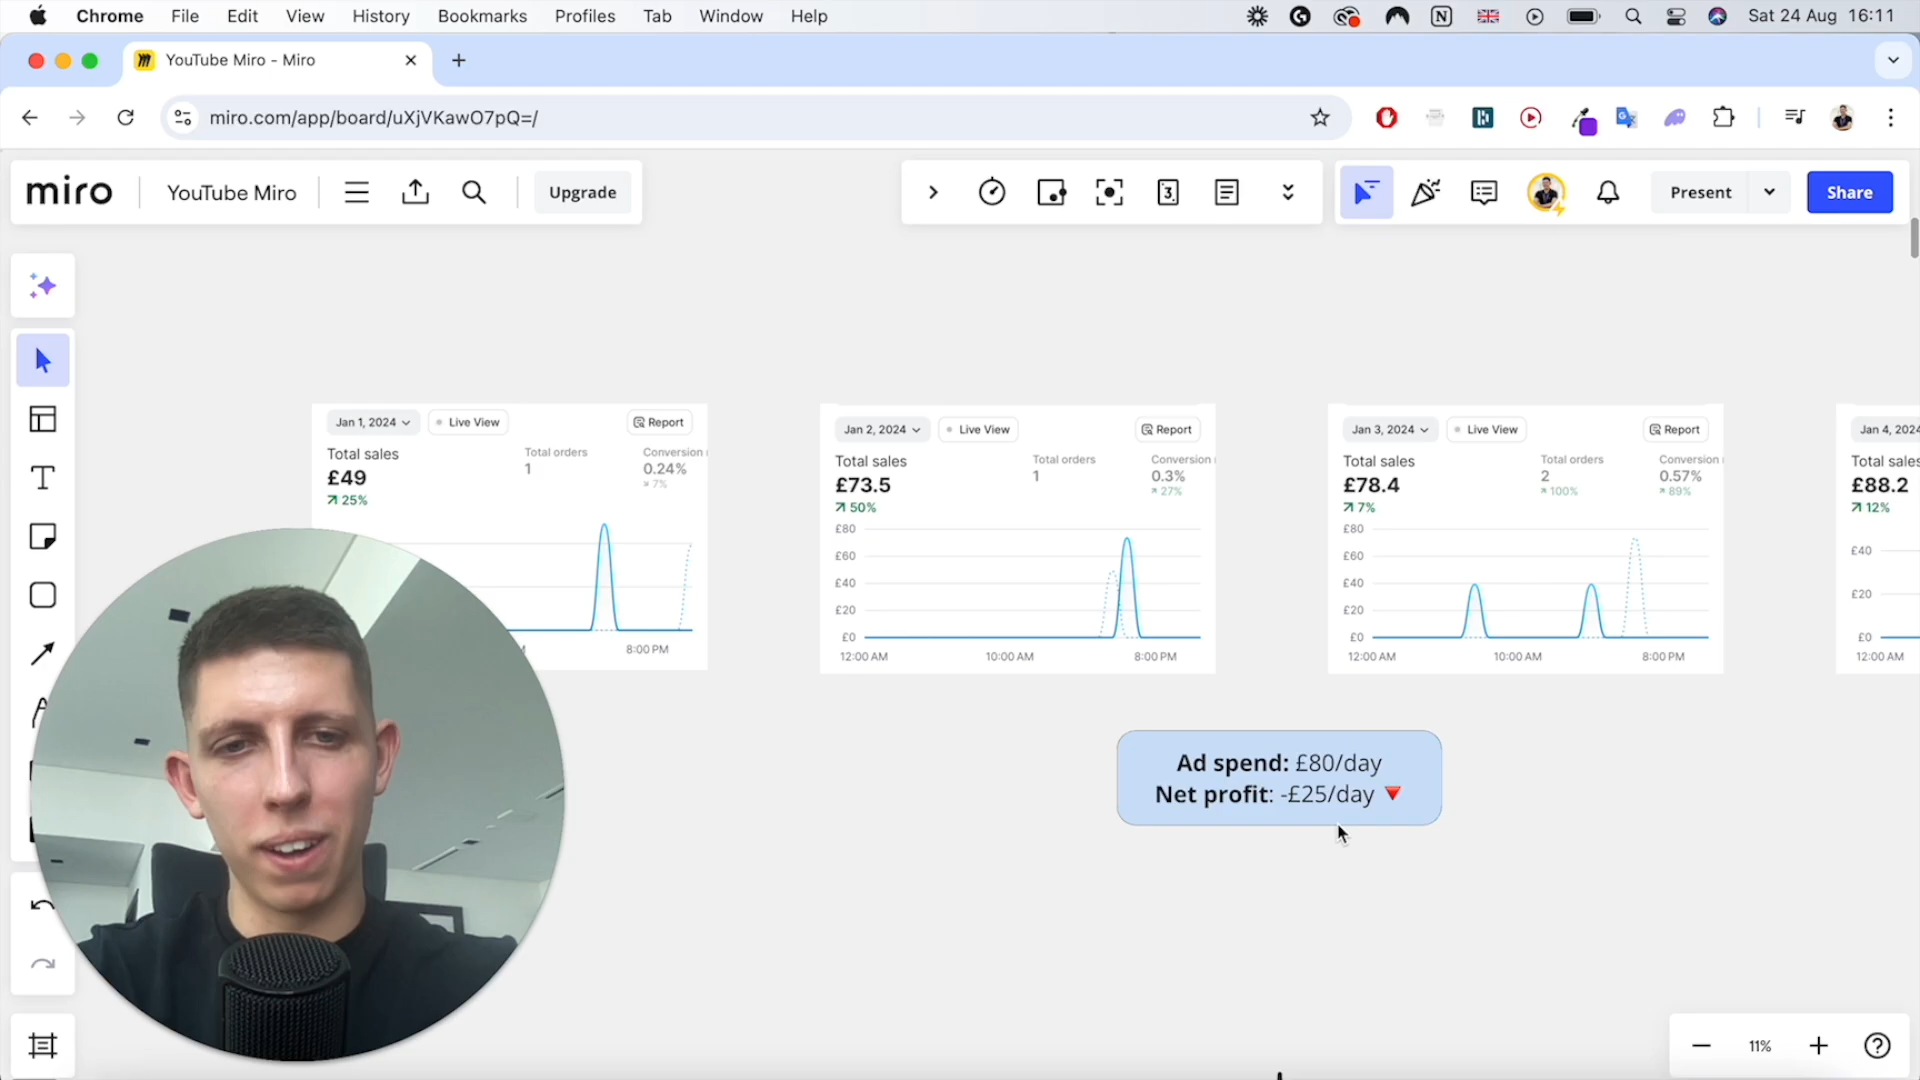 Chrome File Edit View History Bookmarks Profiles Tab Window Help Sat 24 Aug 16:11
YouTube Miro - Miro
miro.com/app/board/uXjVKawO7pQ=/
miro YouTube Miro Upgrade Present Share
Jan 1, 2024 Live View Report
Total sales Total orders Conversion
£49 1 0.24%
25% 7%
8:00 PM
Jan 2, 2024 Live View Report
Total sales Total orders Conversion
£73.5 1 0.3%
50% 27%
£80
£60
£40
£20
£0
12:00 AM 10:00 AM 8:00 PM
Jan 3, 2024 Live View Report
Total sales Total orders Conversion
£78.4 2 0.57%
7% 100% 89%
£80
£60
£40
£20
£0
12:00 AM 10:00 AM 8:00 PM
Jan 4, 2024
Total sales
£88.2
12%
£40
£20
£0
12:00 AM
Ad spend: £80/day
Net profit: -£25/day
11%